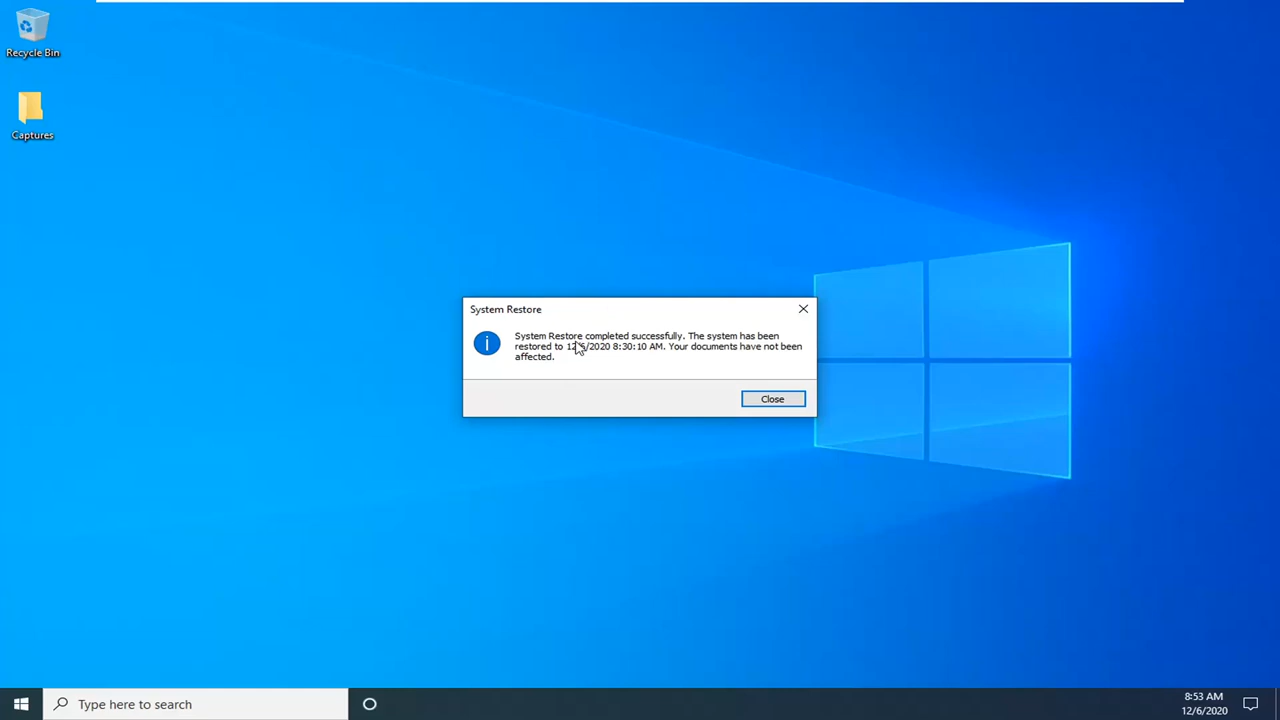 Recycle Bin
Captures
System Restore
System Restore completed successfully. The system has been
restored to 8:30:10 AM. Your documents have not been
affected.
Close
Type here to search
8:53 AM
12/6/2020